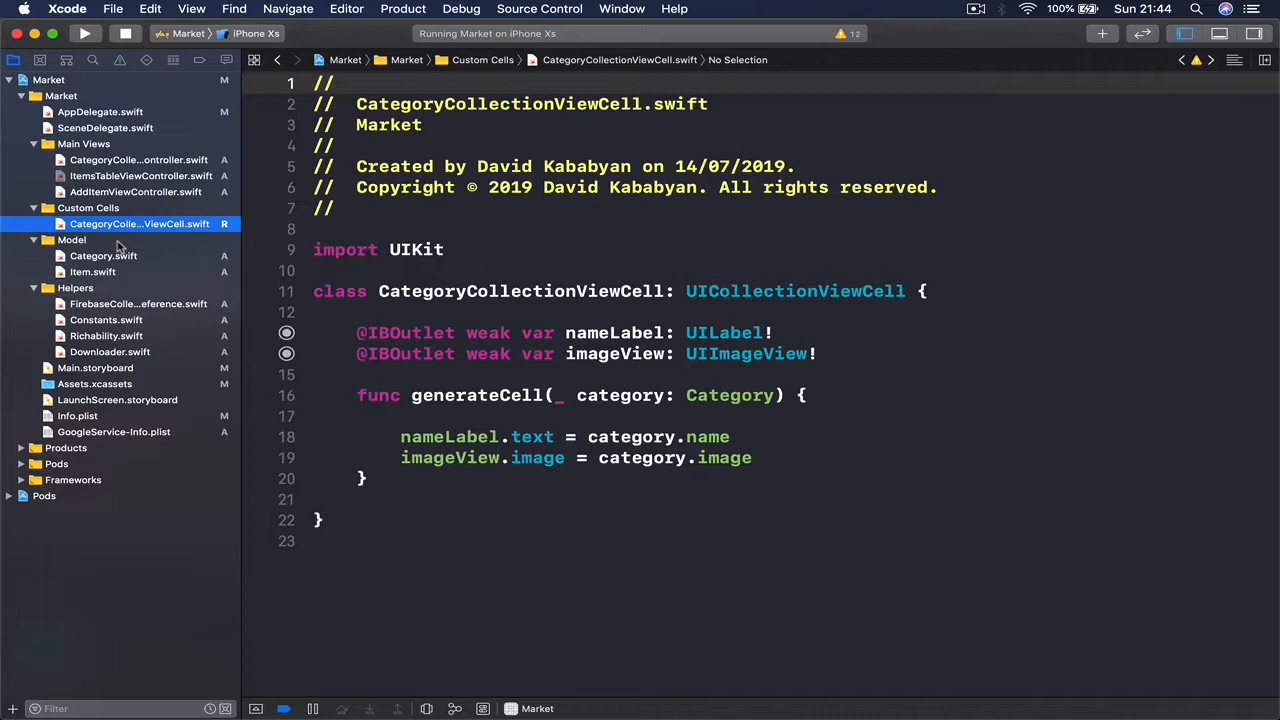 Xcode File Edit View Find Navigate Editor Product Debug Source Control Window Help 100% Sun 21:44
Market iPhone Xs Running Market on iPhone Xs 12
Market Market Custom Cells CategoryCollectionViewCell.swift No Selection
Market M
Market
AppDelegate.swift M
SceneDelegate.swift
Main Views
CategoryColle...ontroller.swift A
ItemsTableViewController.swift A
AddItemViewController.swift A
Custom Cells
CategoryColle...ViewCell.swift R
Model
Category.swift A
Item.swift A
Helpers
FirebaseColle...eference.swift A
Constants.swift A
Richability.swift A
Downloader.swift A
Main.storyboard M
Assets.xcassets M
LaunchScreen.storyboard
Info.plist M
GoogleService-Info.plist A
Products
Pods
Frameworks
Pods
1 //
2 // CategoryCollectionViewCell.swift
3 // Market
4 //
5 // Created by David Kababyan on 14/07/2019.
6 // Copyright © 2019 David Kababyan. All rights reserved.
7 //
8
9 import UIKit
10
11 class CategoryCollectionViewCell: UICollectionViewCell {
12
@IBOutlet weak var nameLabel: UILabel!
@IBOutlet weak var imageView: UIImageView!
15
16 func generateCell(_ category: Category) {
17
18 nameLabel.text = category.name
19 imageView.image = category.image
20 }
21
22 }
23
Filter Market